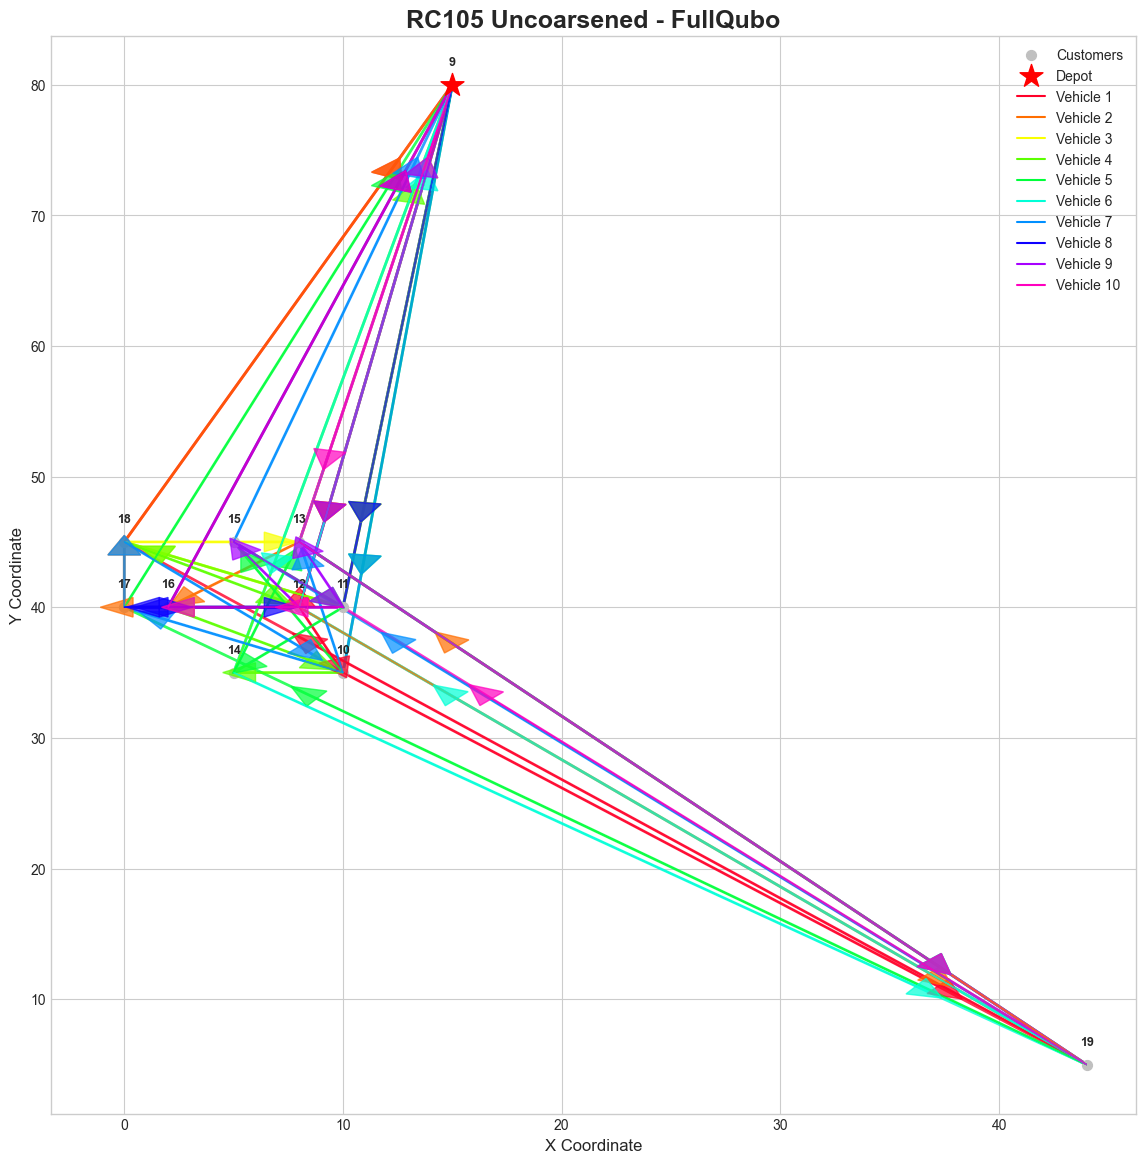 RC105 Uncoarsened - FullQubo
Customers
Depot
Vehicle 1
Vehicle 2
Vehicle 3
Vehicle 4
Vehicle 5
Vehicle 6
Vehicle 7
Vehicle 8
Vehicle 9
Vehicle 10
Y Coordinate
80
70
60
50
40
30
20
10
9
18
15
13
17
16
12
11
14
10
19
0
10
20
30
40
X Coordinate